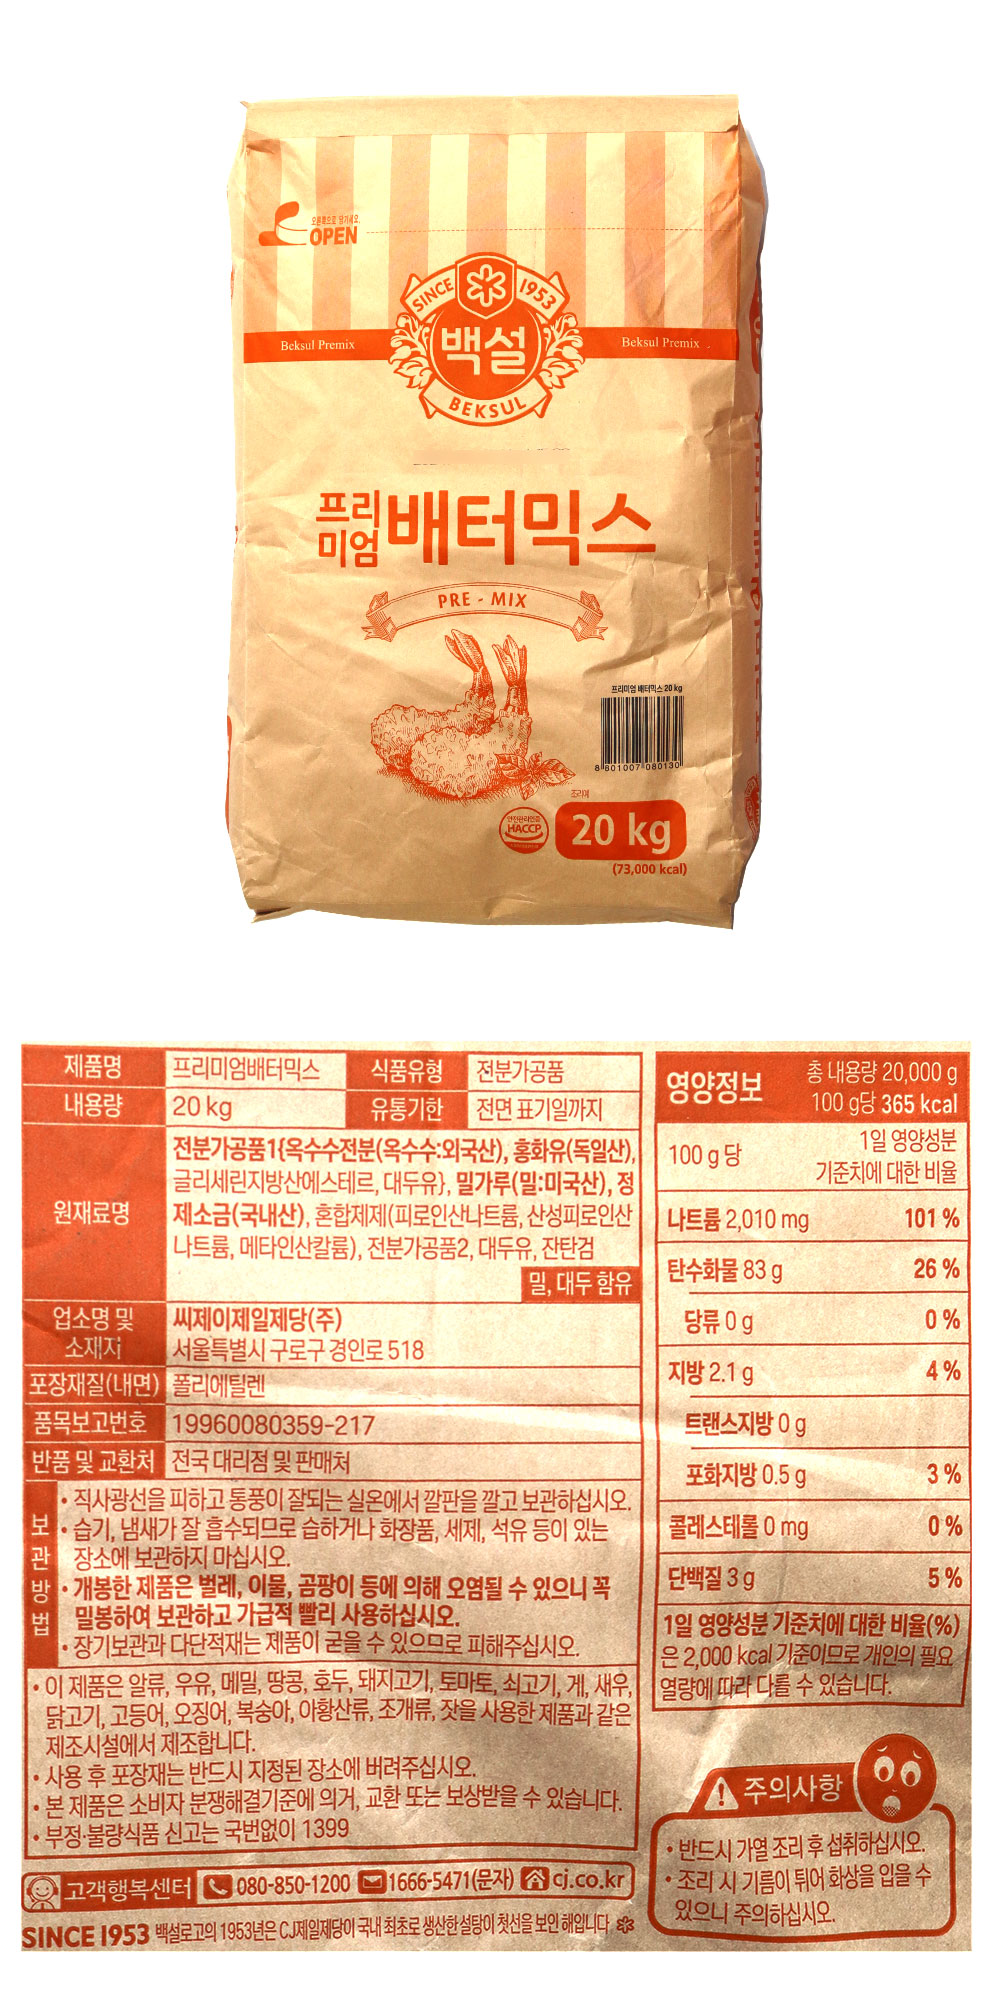 오른쪽으로 당기세요.
OPEN
SINCE 1953
Beksul Premix
백설
Beksul Premix
BEKSUL
프리미엄 배터믹스
PRE - MIX
프리미엄 배터믹스 20 kg
8 801007 080130
조리예
안전관리인증
HACCP
20 kg
(73,000 kcal)
제품명 프리미엄배터믹스 식품유형 전분가공품
내용량 20 kg 유통기한 전면 표기일까지
원재료명
전분가공품1{옥수수전분(옥수수:외국산), 홍화유(독일산),
글리세린지방산에스테르, 대두유}, 밀가루(밀:미국산), 정
제소금(국내산), 혼합제제(피로인산나트륨, 산성피로인산
나트륨, 메타인산칼륨), 전분가공품2, 대두유, 잔탄검
밀, 대두 함유
업소명 및 소재지
씨제이제일제당(주)
서울특별시 구로구 경인로 518
포장재질(내면) 폴리에틸렌
품목보고번호 19960080359-217
반품 및 교환처 전국 대리점 및 판매처
보관방법
• 직사광선을 피하고 통풍이 잘되는 실온에서 깔판을 깔고 보관하십시오.
• 습기, 냄새가 잘 흡수되므로 습하거나 화장품, 세제, 석유 등이 있는
장소에 보관하지 마십시오.
• 개봉한 제품은 벌레, 이물, 곰팡이 등에 의해 오염될 수 있으니 꼭
밀봉하여 보관하고 가급적 빨리 사용하십시오.
• 장기보관과 다단적재는 제품이 굳을 수 있으므로 피해주십시오.
• 이 제품은 알류, 우유, 메밀, 땅콩, 호두, 돼지고기, 토마토, 쇠고기, 게, 새우,
닭고기, 고등어, 오징어, 복숭아, 아황산류, 조개류, 잣을 사용한 제품과 같은
제조시설에서 제조합니다.
• 사용 후 포장재는 반드시 지정된 장소에 버려주십시오.
• 본 제품은 소비자 분쟁해결기준에 의거, 교환 또는 보상받을 수 있습니다.
• 부정·불량식품 신고는 국번없이 1399
고객행복센터 080-850-1200 1666-5471(문자) cj.co.kr
SINCE 1953 백설로고의 1953년은 CJ제일제당이 국내 최초로 생산한 설탕이 첫선을 보인 해입니다
영양정보
총 내용량 20,000 g
100 g당 365 kcal
100 g 당
1일 영양성분
기준치에 대한 비율
나트륨 2,010 mg 101 %
탄수화물 83 g 26 %
당류 0 g 0 %
지방 2.1 g 4 %
트랜스지방 0 g
포화지방 0.5 g 3 %
콜레스테롤 0 mg 0 %
단백질 3 g 5 %
1일 영양성분 기준치에 대한 비율(%)
은 2,000 kcal 기준이므로 개인의 필요
열량에 따라 다를 수 있습니다.
주의사항
• 반드시 가열 조리 후 섭취하십시오.
• 조리 시 기름이 튀어 화상을 입을 수
있으니 주의하십시오.